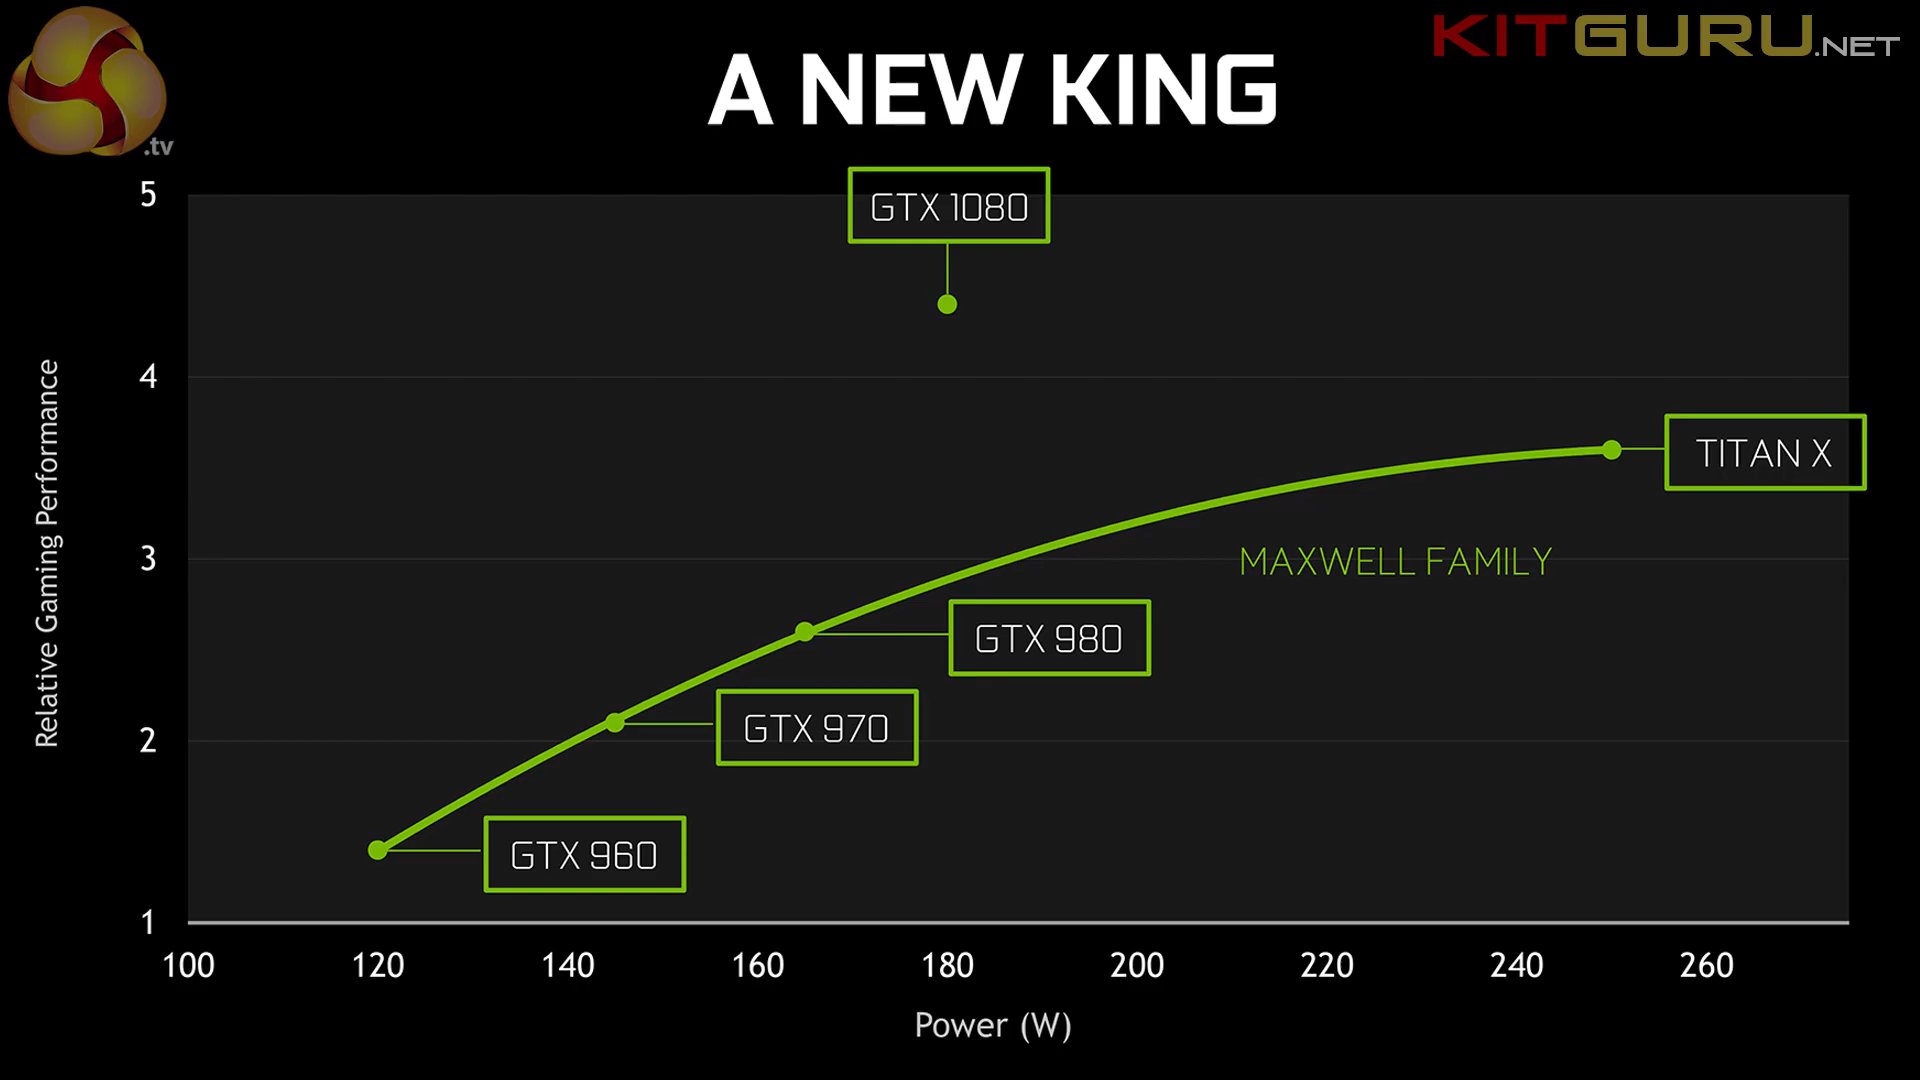 KITGURU.NET
.tv
A NEW KING
5
GTX 1080
4
TITAN X
3
MAXWELL FAMILY
GTX 980
GTX 970
2
GTX 960
1
Relative Gaming Performance
100 120 140 160 180 200 220 240 260
Power (W)